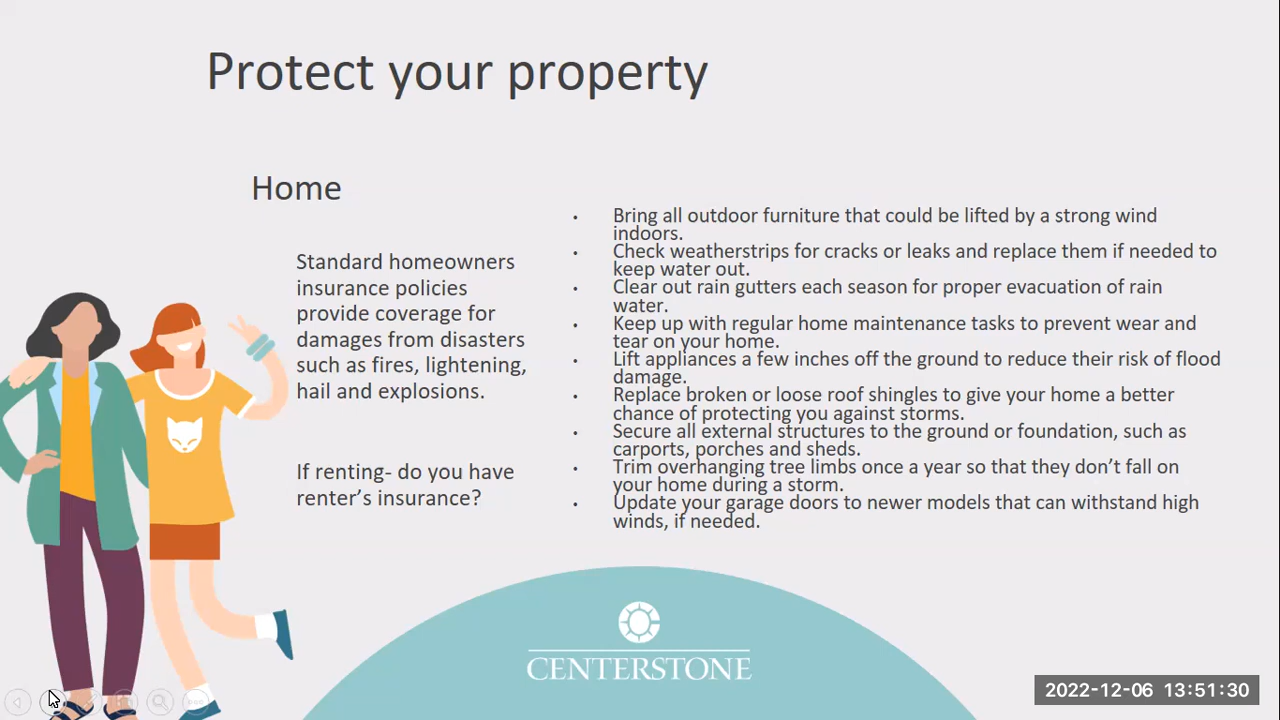 Protect your property
Home
Standard homeowners
insurance policies
provide coverage for
damages from disasters
such as fires, lightening,
hail and explosions.
If renting- do you have
renter’s insurance?
• Bring all outdoor furniture that could be lifted by a strong wind
indoors.
• Check weatherstrips for cracks or leaks and replace them if needed to
keep water out.
• Clear out rain gutters each season for proper evacuation of rain
water.
• Keep up with regular home maintenance tasks to prevent wear and
tear on your home.
• Lift appliances a few inches off the ground to reduce their risk of flood
damage.
• Replace broken or loose roof shingles to give your home a better
chance of protecting you against storms.
• Secure all external structures to the ground or foundation, such as
carports, porches and sheds.
• Trim overhanging tree limbs once a year so that they don’t fall on
your home during a storm.
• Update your garage doors to newer models that can withstand high
winds, if needed.
CENTERSTONE
2022-12-06 13:51:30